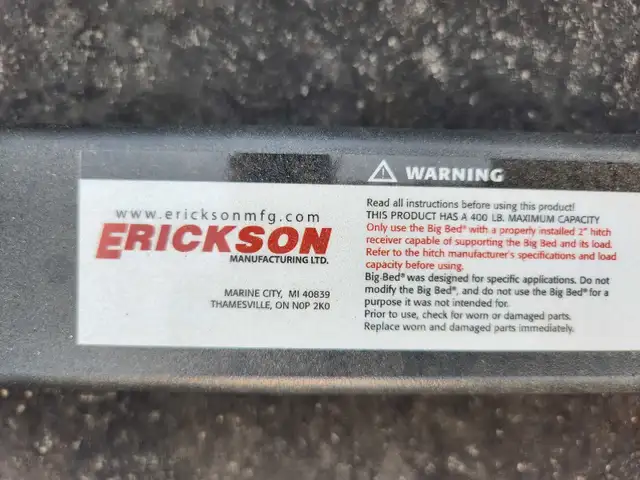 www.ericksonmfg.com
ERICKSON
MANUFACTURING LTD.
MARINE CITY, MI 40839
THAMESVILLE, ON N0P 2K0
⚠ WARNING
Read all instructions before using this product!
THIS PRODUCT HAS A 400 LB. MAXIMUM CAPACITY
Only use the Big Bed® with a properly installed 2" hitch
receiver capable of supporting the Big Bed and its load.
Refer to the hitch manufacturer's specifications and load
capacity before using.
Big Bed® was designed for specific applications. Do not
modify the Big Bed®, and do not use the Big Bed® for a
purpose it was not intended for.
Prior to use, check for worn or damaged parts.
Replace worn and damaged parts immediately.